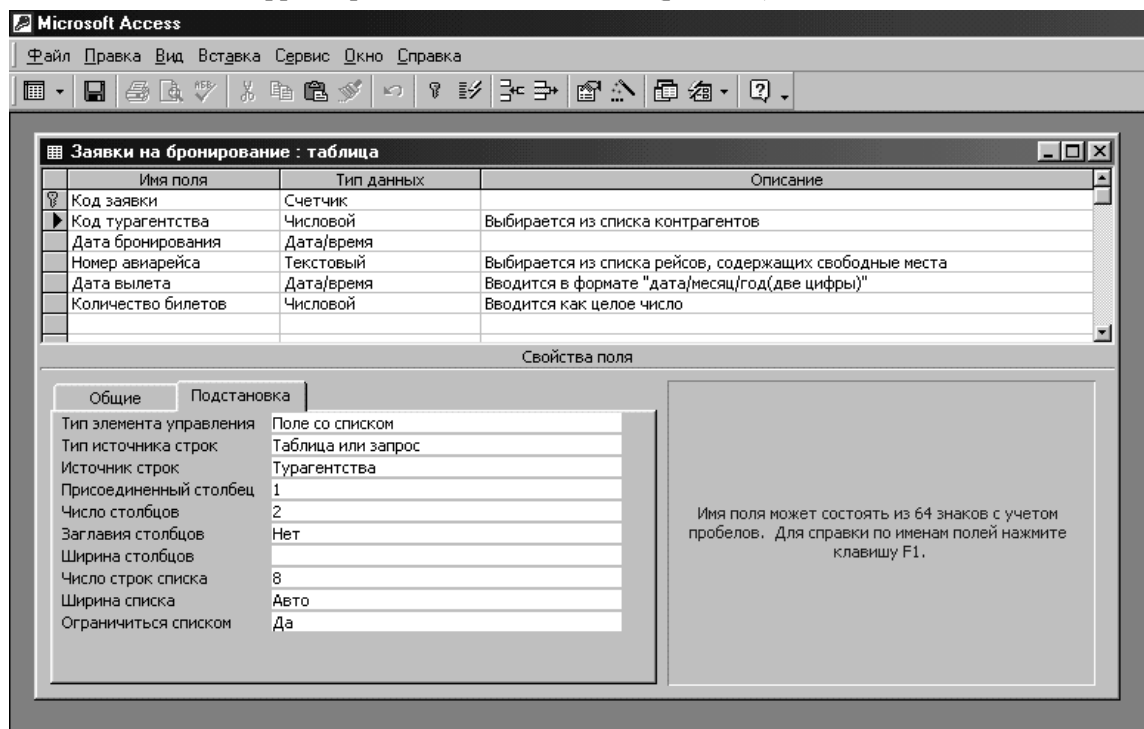 Microsoft Access
Файл Правка Вид Вставка Сервис Окно Справка
Заявки на бронирование : таблица
Имя поля Тип данных Описание
Код заявки Счетчик
Код турагентства Числовой Выбирается из списка контрагентов
Дата бронирования Дата/время
Номер авиарейса Текстовый Выбирается из списка рейсов, содержащих свободные места
Дата вылета Дата/время Вводится в формате "дата/месяц/год(две цифры)"
Количество билетов Числовой Вводится как целое число
Свойства поля
Общие Подстановка
Тип элемента управления Поле со списком
Тип источника строк Таблица или запрос
Источник строк Турагентства
Присоединенный столбец 1
Число столбцов 2
Заглавия столбцов Нет
Ширина столбцов
Число строк списка 8
Ширина списка Авто
Ограничиться списком Да
Имя поля может состоять из 64 знаков с учетом
пробелов. Для справки по именам полей нажмите
клавишу F1.